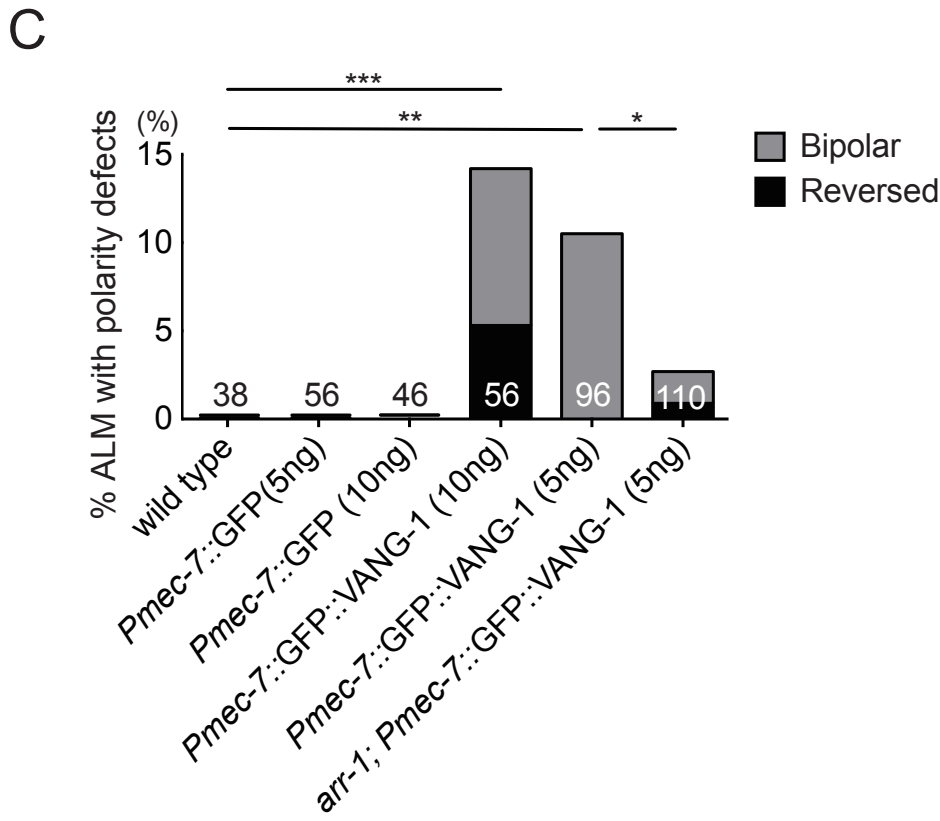 C
***
**
*
(%)
% ALM with polarity defects
15
10
5
0
Bipolar
Reversed
38
56
46
56
96
110
wild type
Pmec-7::GFP(5ng)
Pmec-7::GFP (10ng)
Pmec-7::GFP::VANG-1 (10ng)
Pmec-7::GFP::VANG-1 (5ng)
arr-1; Pmec-7::GFP::VANG-1 (5ng)